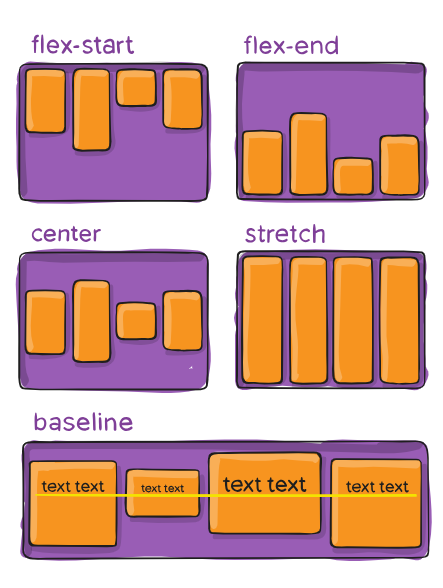 flex-start
flex-end
center
stretch
baseline
text text
text text
text text
text text